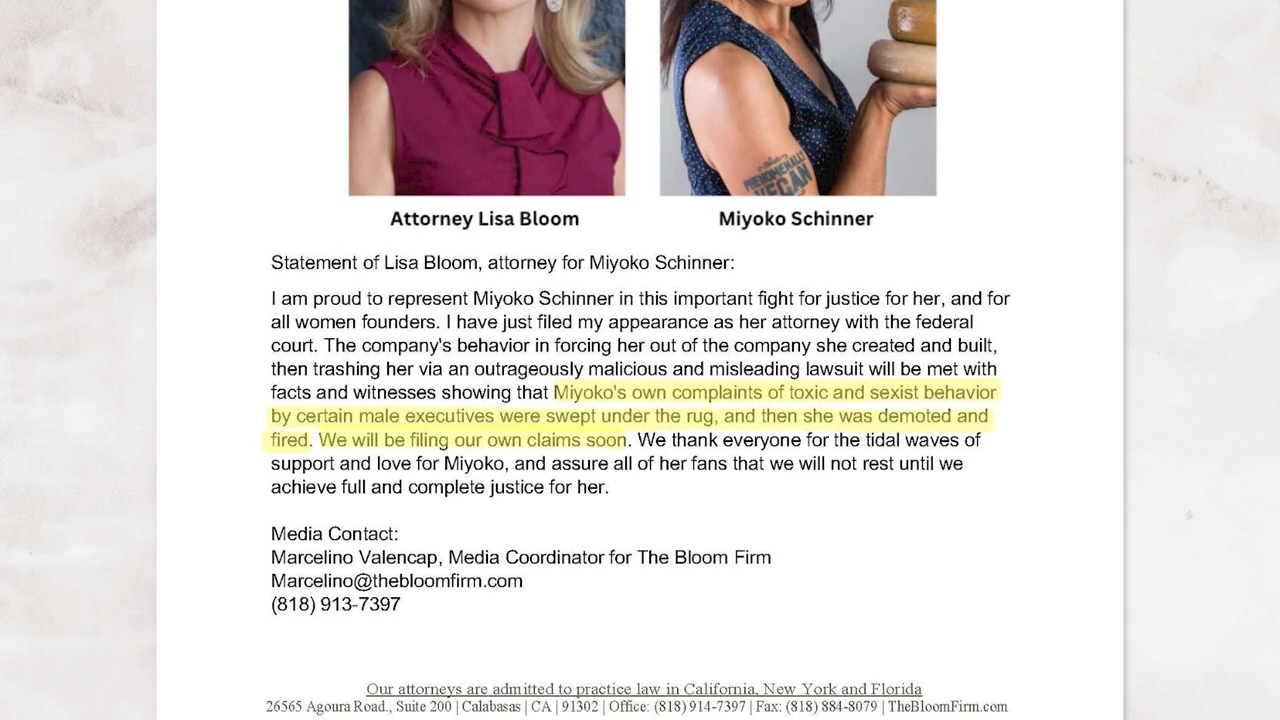 PHENOMENALLY
VEGAN
Attorney Lisa Bloom
Miyoko Schinner
Statement of Lisa Bloom, attorney for Miyoko Schinner:
I am proud to represent Miyoko Schinner in this important fight for justice for her, and for
all women founders. I have just filed my appearance as her attorney with the federal
court. The company's behavior in forcing her out of the company she created and built,
then trashing her via an outrageously malicious and misleading lawsuit will be met with
facts and witnesses showing that Miyoko's own complaints of toxic and sexist behavior
by certain male executives were swept under the rug, and then she was demoted and
fired. We will be filing our own claims soon. We thank everyone for the tidal waves of
support and love for Miyoko, and assure all of her fans that we will not rest until we
achieve full and complete justice for her.
Media Contact:
Marcelino Valencap, Media Coordinator for The Bloom Firm
Marcelino@thebloomfirm.com
(818) 913-7397
Our attorneys are admitted to practice law in California, New York and Florida
26565 Agoura Road., Suite 200 | Calabasas | CA | 91302 | Office: (818) 914-7397 | Fax: (818) 884-8079 | TheBloomFirm.com